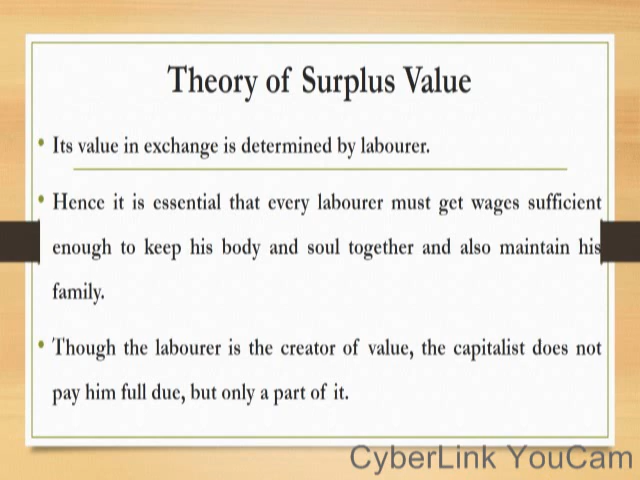 Theory of Surplus Value
• Its value in exchange is determined by labourer.
• Hence it is essential that every labourer must get wages sufficient
enough to keep his body and soul together and also maintain his
family.
• Though the labourer is the creator of value, the capitalist does not
pay him full due, but only a part of it.
CyberLink YouCam